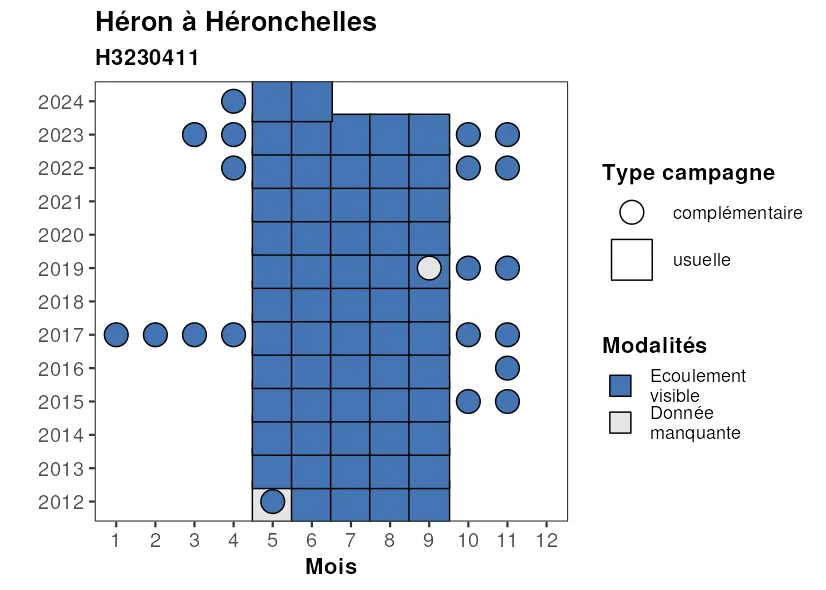 Héron à Héronchelles
H3230411
2024
2023
2022
2021
2020
2019
2018
2017
2016
2015
2014
2013
2012
1 2 3 4 5 6 7 8 9 10 11 12
Mois
Type campagne
complémentaire
usuelle
Modalités
Ecoulement
visible
Donnée
manquante